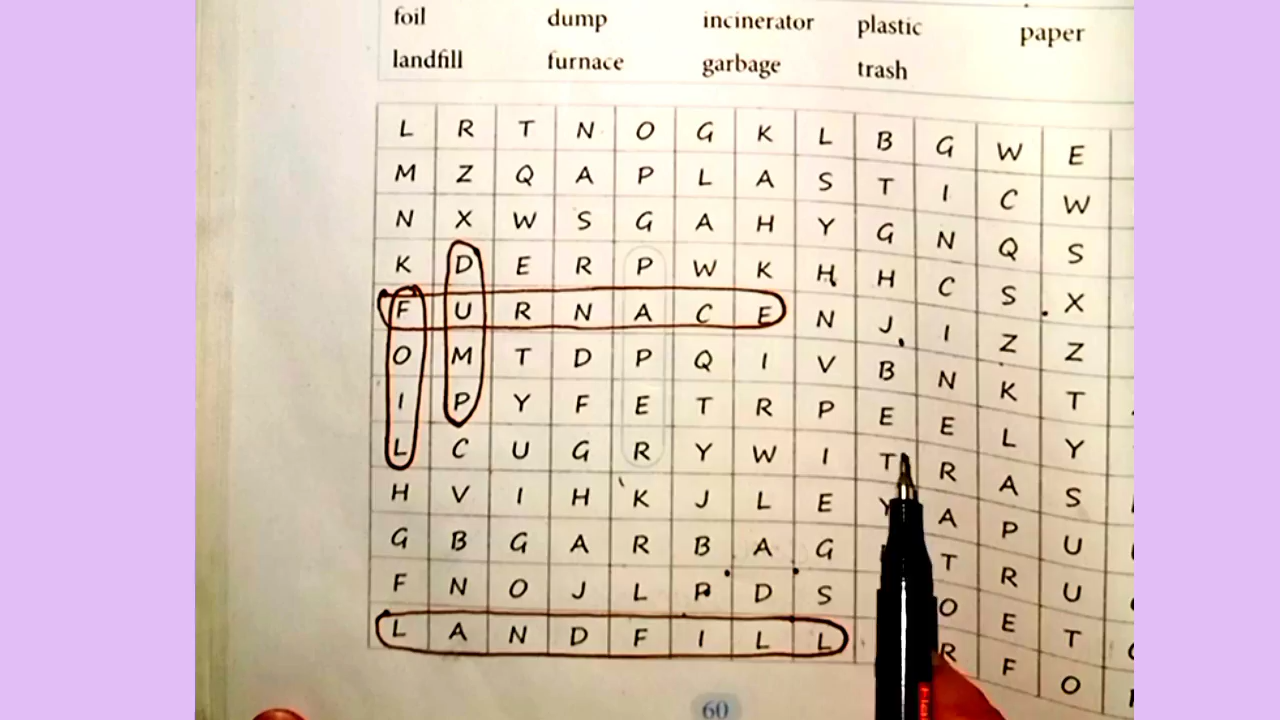 foil dump incinerator plastic paper
landfill furnace garbage trash
L R T N O G K L B G W E
M Z Q A P L A S T I C W
N X W S G A H Y G N Q S
K D E R P W K H H C S X
F U R N A C E N J I Z Z
O M T D P Q I V B N K T
I P Y F E T R P E E L Y
L C U G R Y W I T R A S
H V I H K J L E Y A P U
G B G A R B A G T R U
F N O J L P D S O E T
L A N D F I L L R F O
60